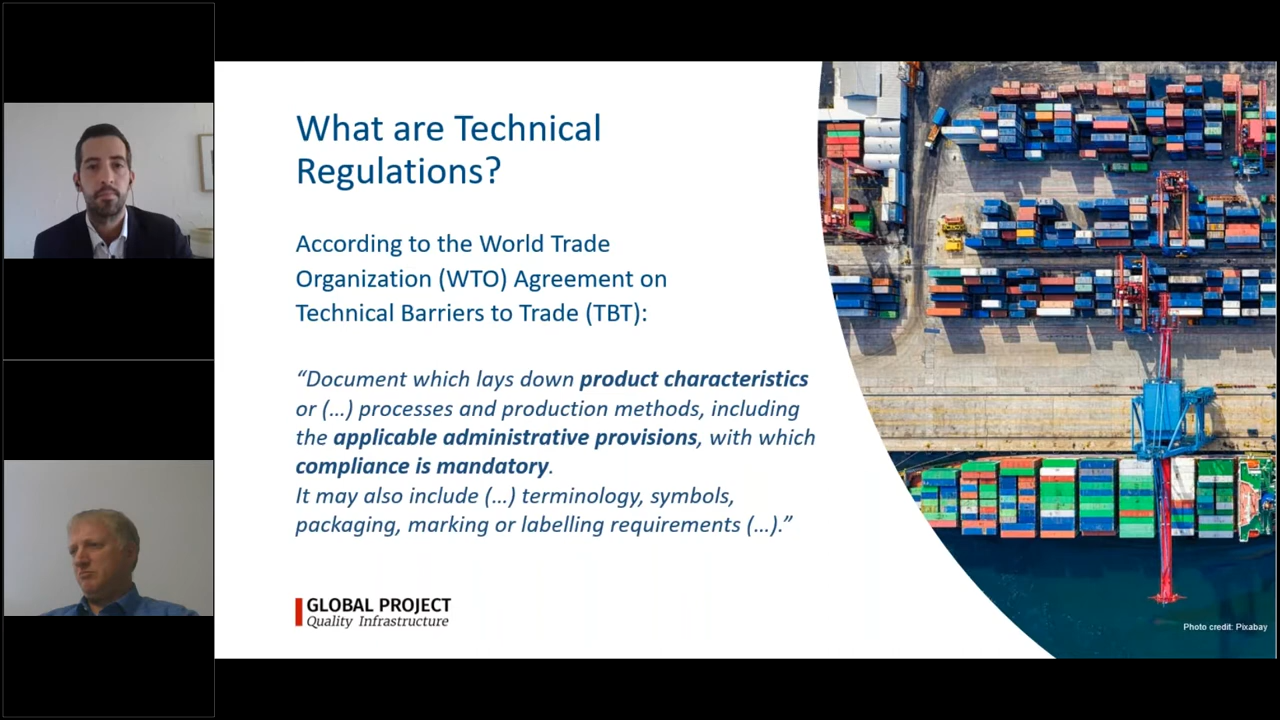 What are Technical
Regulations?
According to the World Trade
Organization (WTO) Agreement on
Technical Barriers to Trade (TBT):
“Document which lays down product characteristics
or (…) processes and production methods, including
the applicable administrative provisions, with which
compliance is mandatory.
It may also include (…) terminology, symbols,
packaging, marking or labelling requirements (…).”
GLOBAL PROJECT
Quality Infrastructure
Photo credit: Pixabay